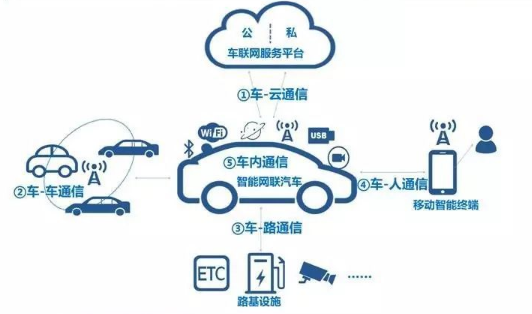 公 私
车联网服务平台
①车-云通信
WiFi
USB
⑤车内通信
智能网联汽车
②车-车通信
④车-人通信
移动智能终端
③车-路通信
ETC
······
路基设施